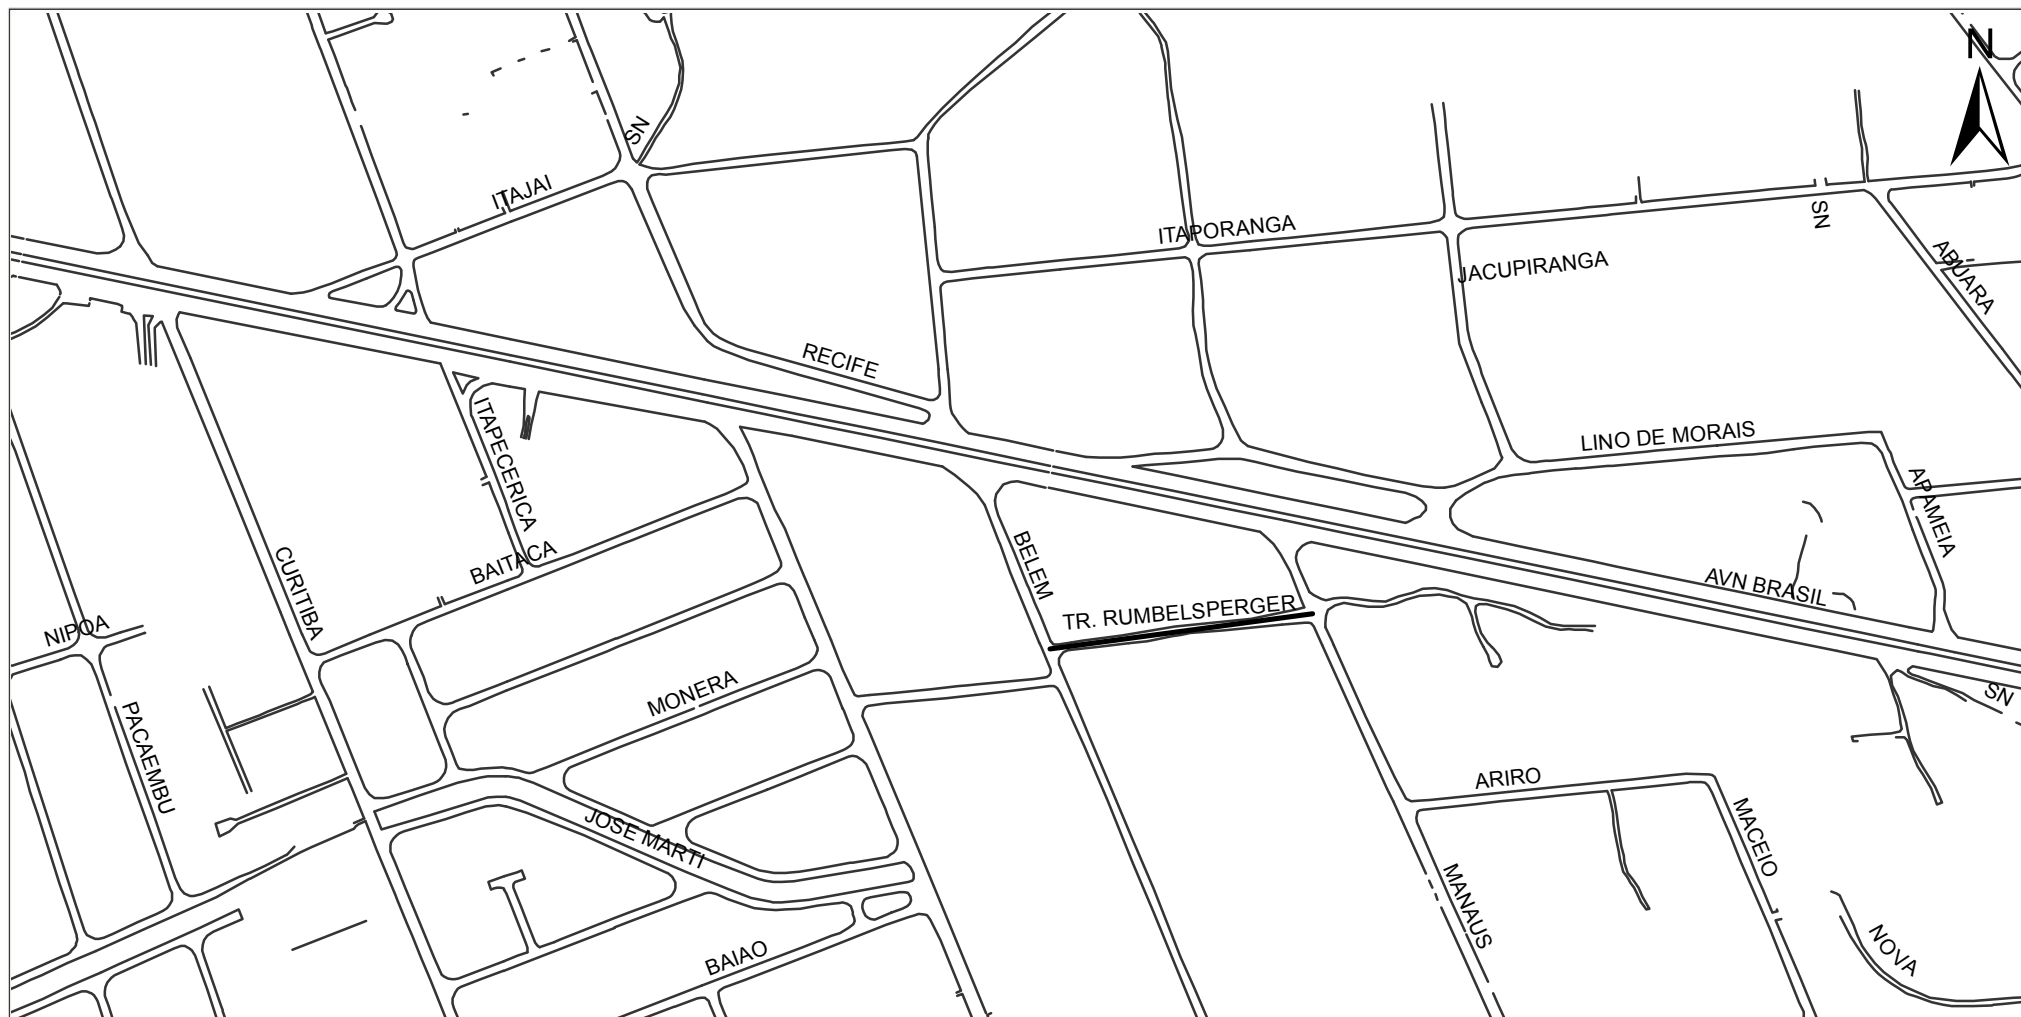 N
SN
ITAJAI
SN
ITAPORANGA
JACUPIRANGA
ABUARA
RECIFE
ITAPECERICA
LINO DE MORAIS
APAMEIA
CURITIBA
BAITACA
BELEM
AVN BRASIL
TR. RUMBELSPERGER
NIPOA
SN
PACAEMBU
MONERA
ARIRO
JOSE MARTI
MACEIO
MANAUS
BAIAO
NOVA